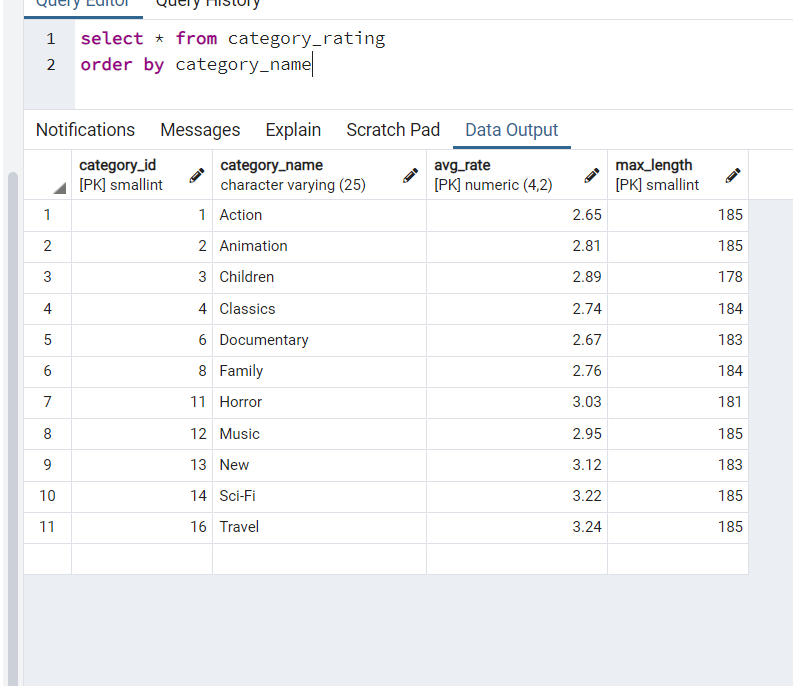 Query Editor Query History
1 select * from category_rating
2 order by category_name
Notifications Messages Explain Scratch Pad Data Output
category_id category_name avg_rate max_length
[PK] smallint character varying (25) [PK] numeric (4,2) [PK] smallint
1 1 Action 2.65 185
2 2 Animation 2.81 185
3 3 Children 2.89 178
4 4 Classics 2.74 184
5 6 Documentary 2.67 183
6 8 Family 2.76 184
7 11 Horror 3.03 181
8 12 Music 2.95 185
9 13 New 3.12 183
10 14 Sci-Fi 3.22 185
11 16 Travel 3.24 185